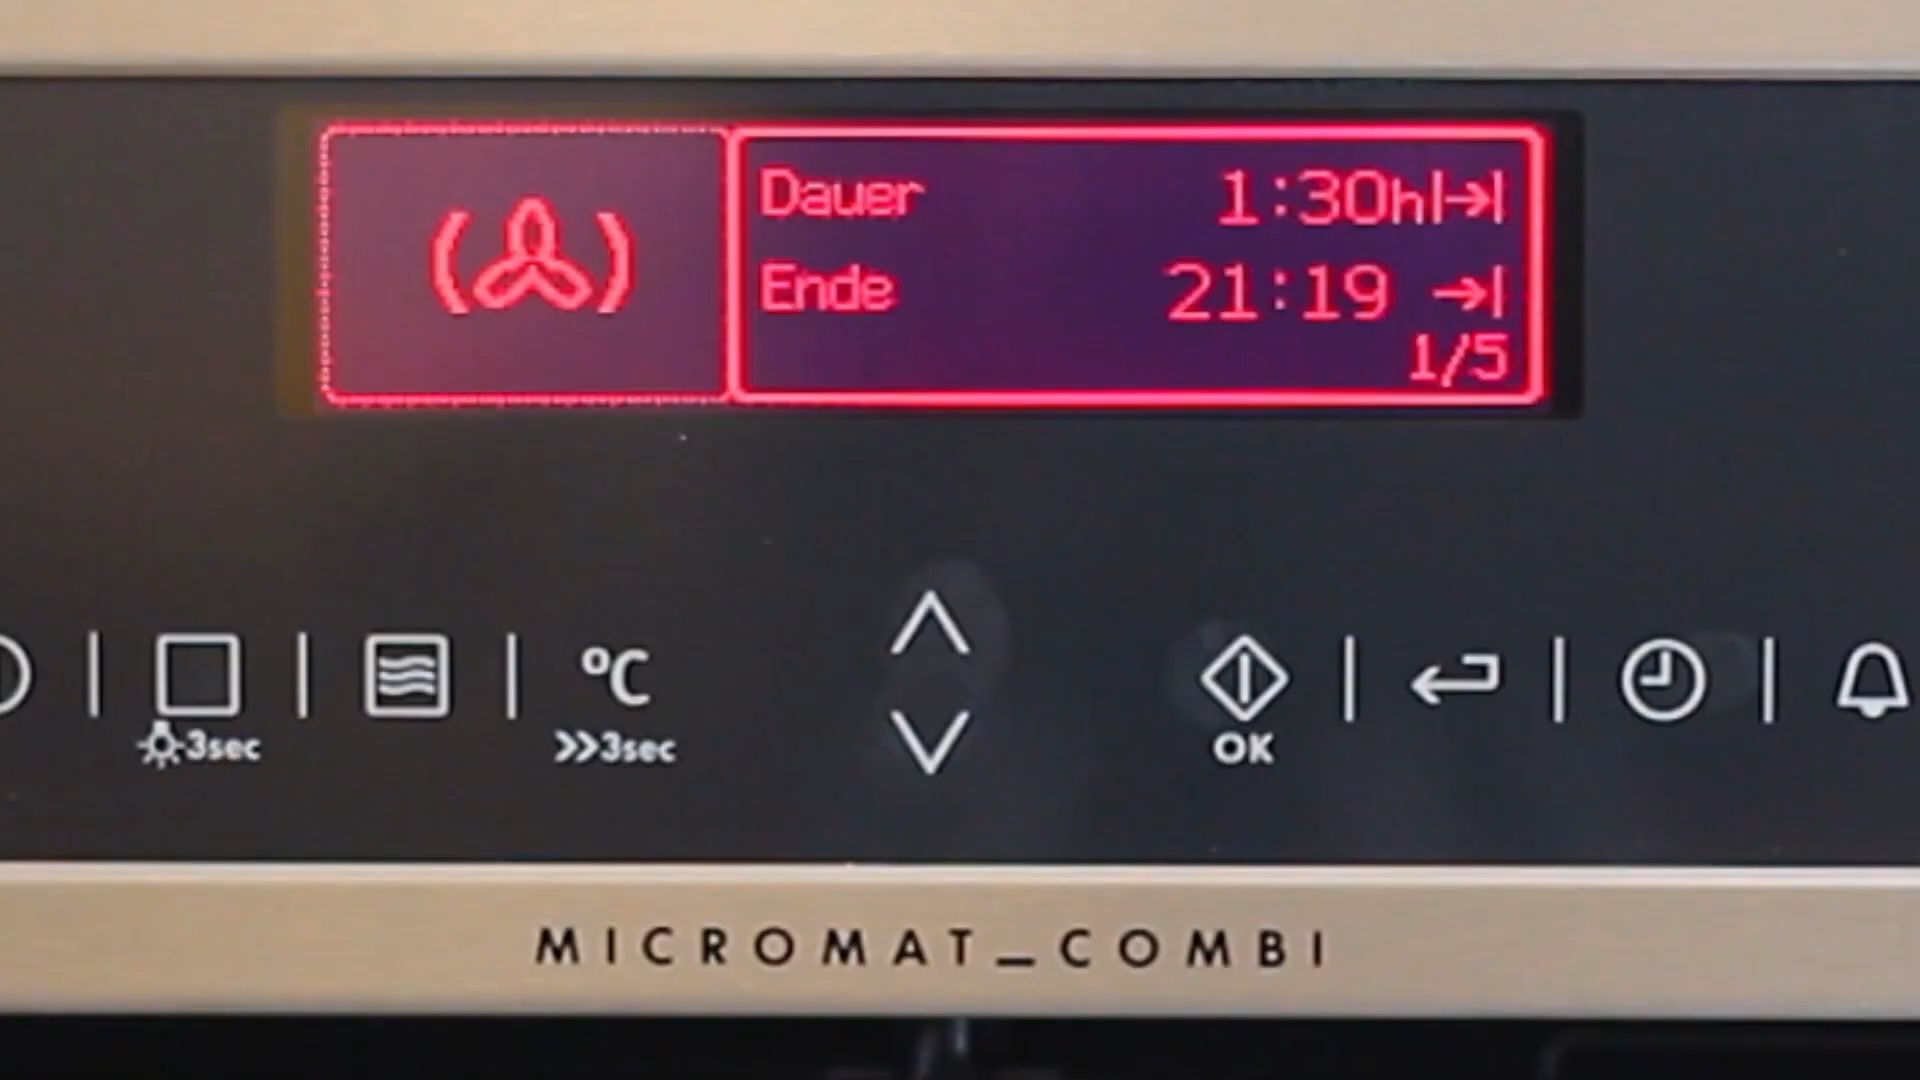 Dauer 1:30h
Ende 21:19
1/5
°C
3sec >>3sec OK
MICROMAT_COMBI